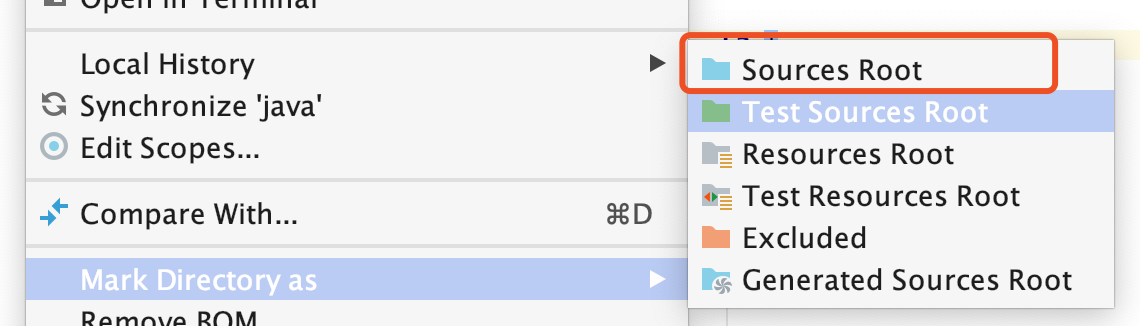 Open in Terminal
Local History
Synchronize 'java'
Edit Scopes...
Compare With... ⌘D
Mark Directory as
Remove BOM
Sources Root
Test Sources Root
Resources Root
Test Resources Root
Excluded
Generated Sources Root